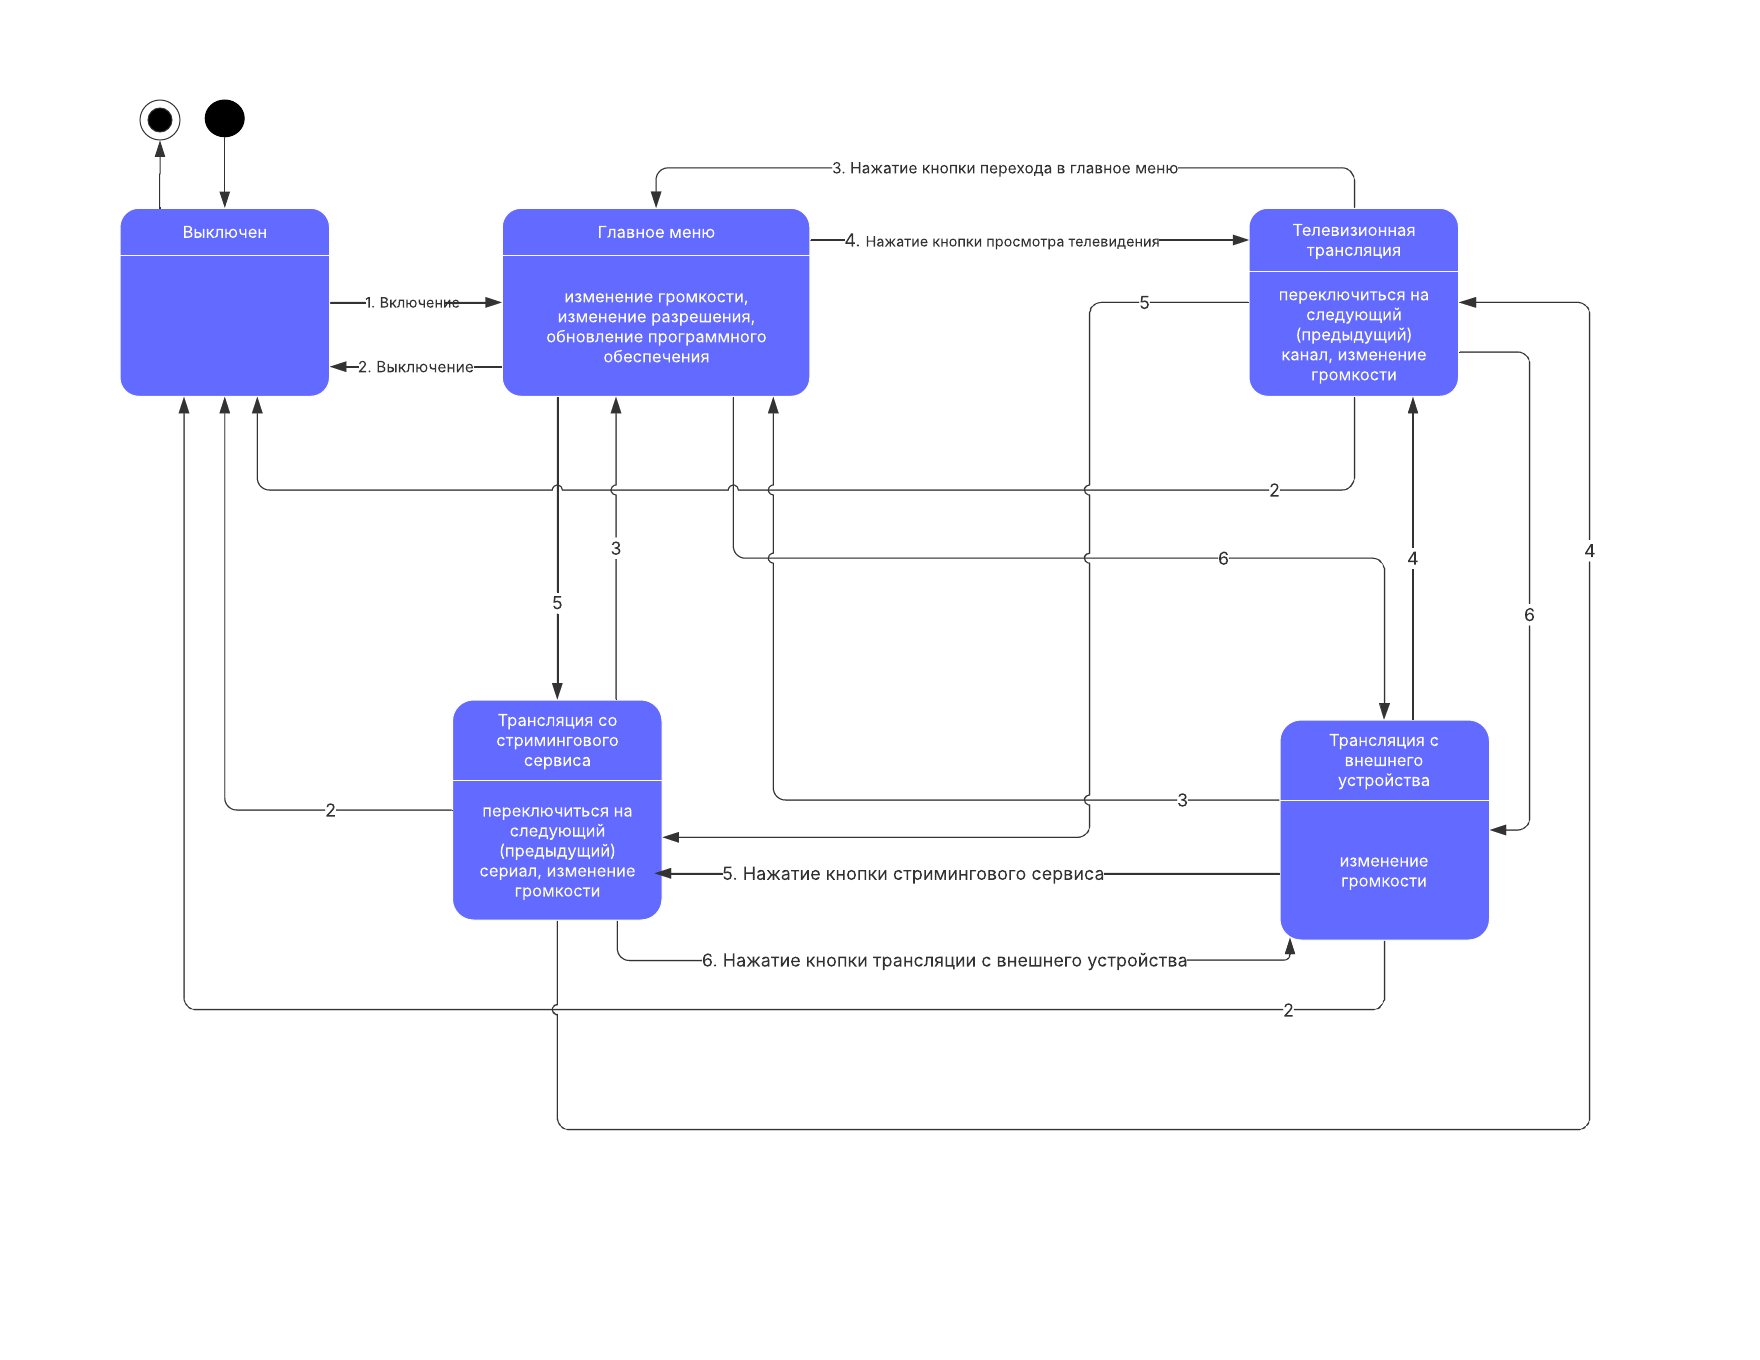 3. Нажатие кнопки перехода в главное меню
Выключен
Главное меню
4. Нажатие кнопки просмотра телевидения
Телевизионная
трансляция
1. Включение
2. Выключение
изменение громкости,
изменение разрешения,
обновление программного
обеспечения
5
переключиться на
следующий
(предыдущий)
канал, изменение
громкости
2
3
6
4
4
5
6
Трансляция со
стримингового
сервиса
Трансляция с
внешнего
устройства
2
3
переключиться на
следующий
(предыдущий)
сериал, изменение
громкости
5. Нажатие кнопки стримингового сервиса
изменение
громкости
6. Нажатие кнопки трансляции с внешнего устройства
2